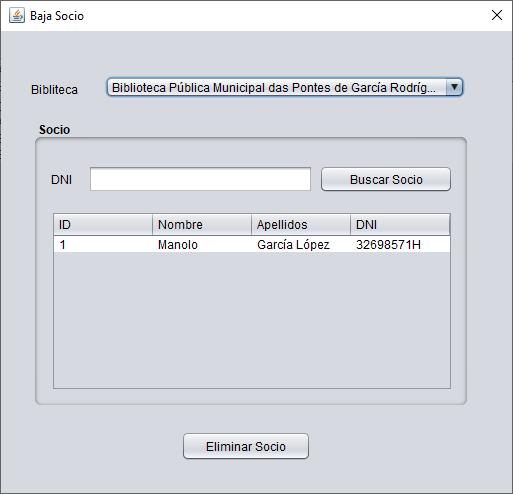 Baja Socio
Bibliteca Biblioteca Pública Municipal das Pontes de García Rodríg...
Socio
DNI Buscar Socio
ID Nombre Apellidos DNI
1 Manolo García López 32698571H
Eliminar Socio